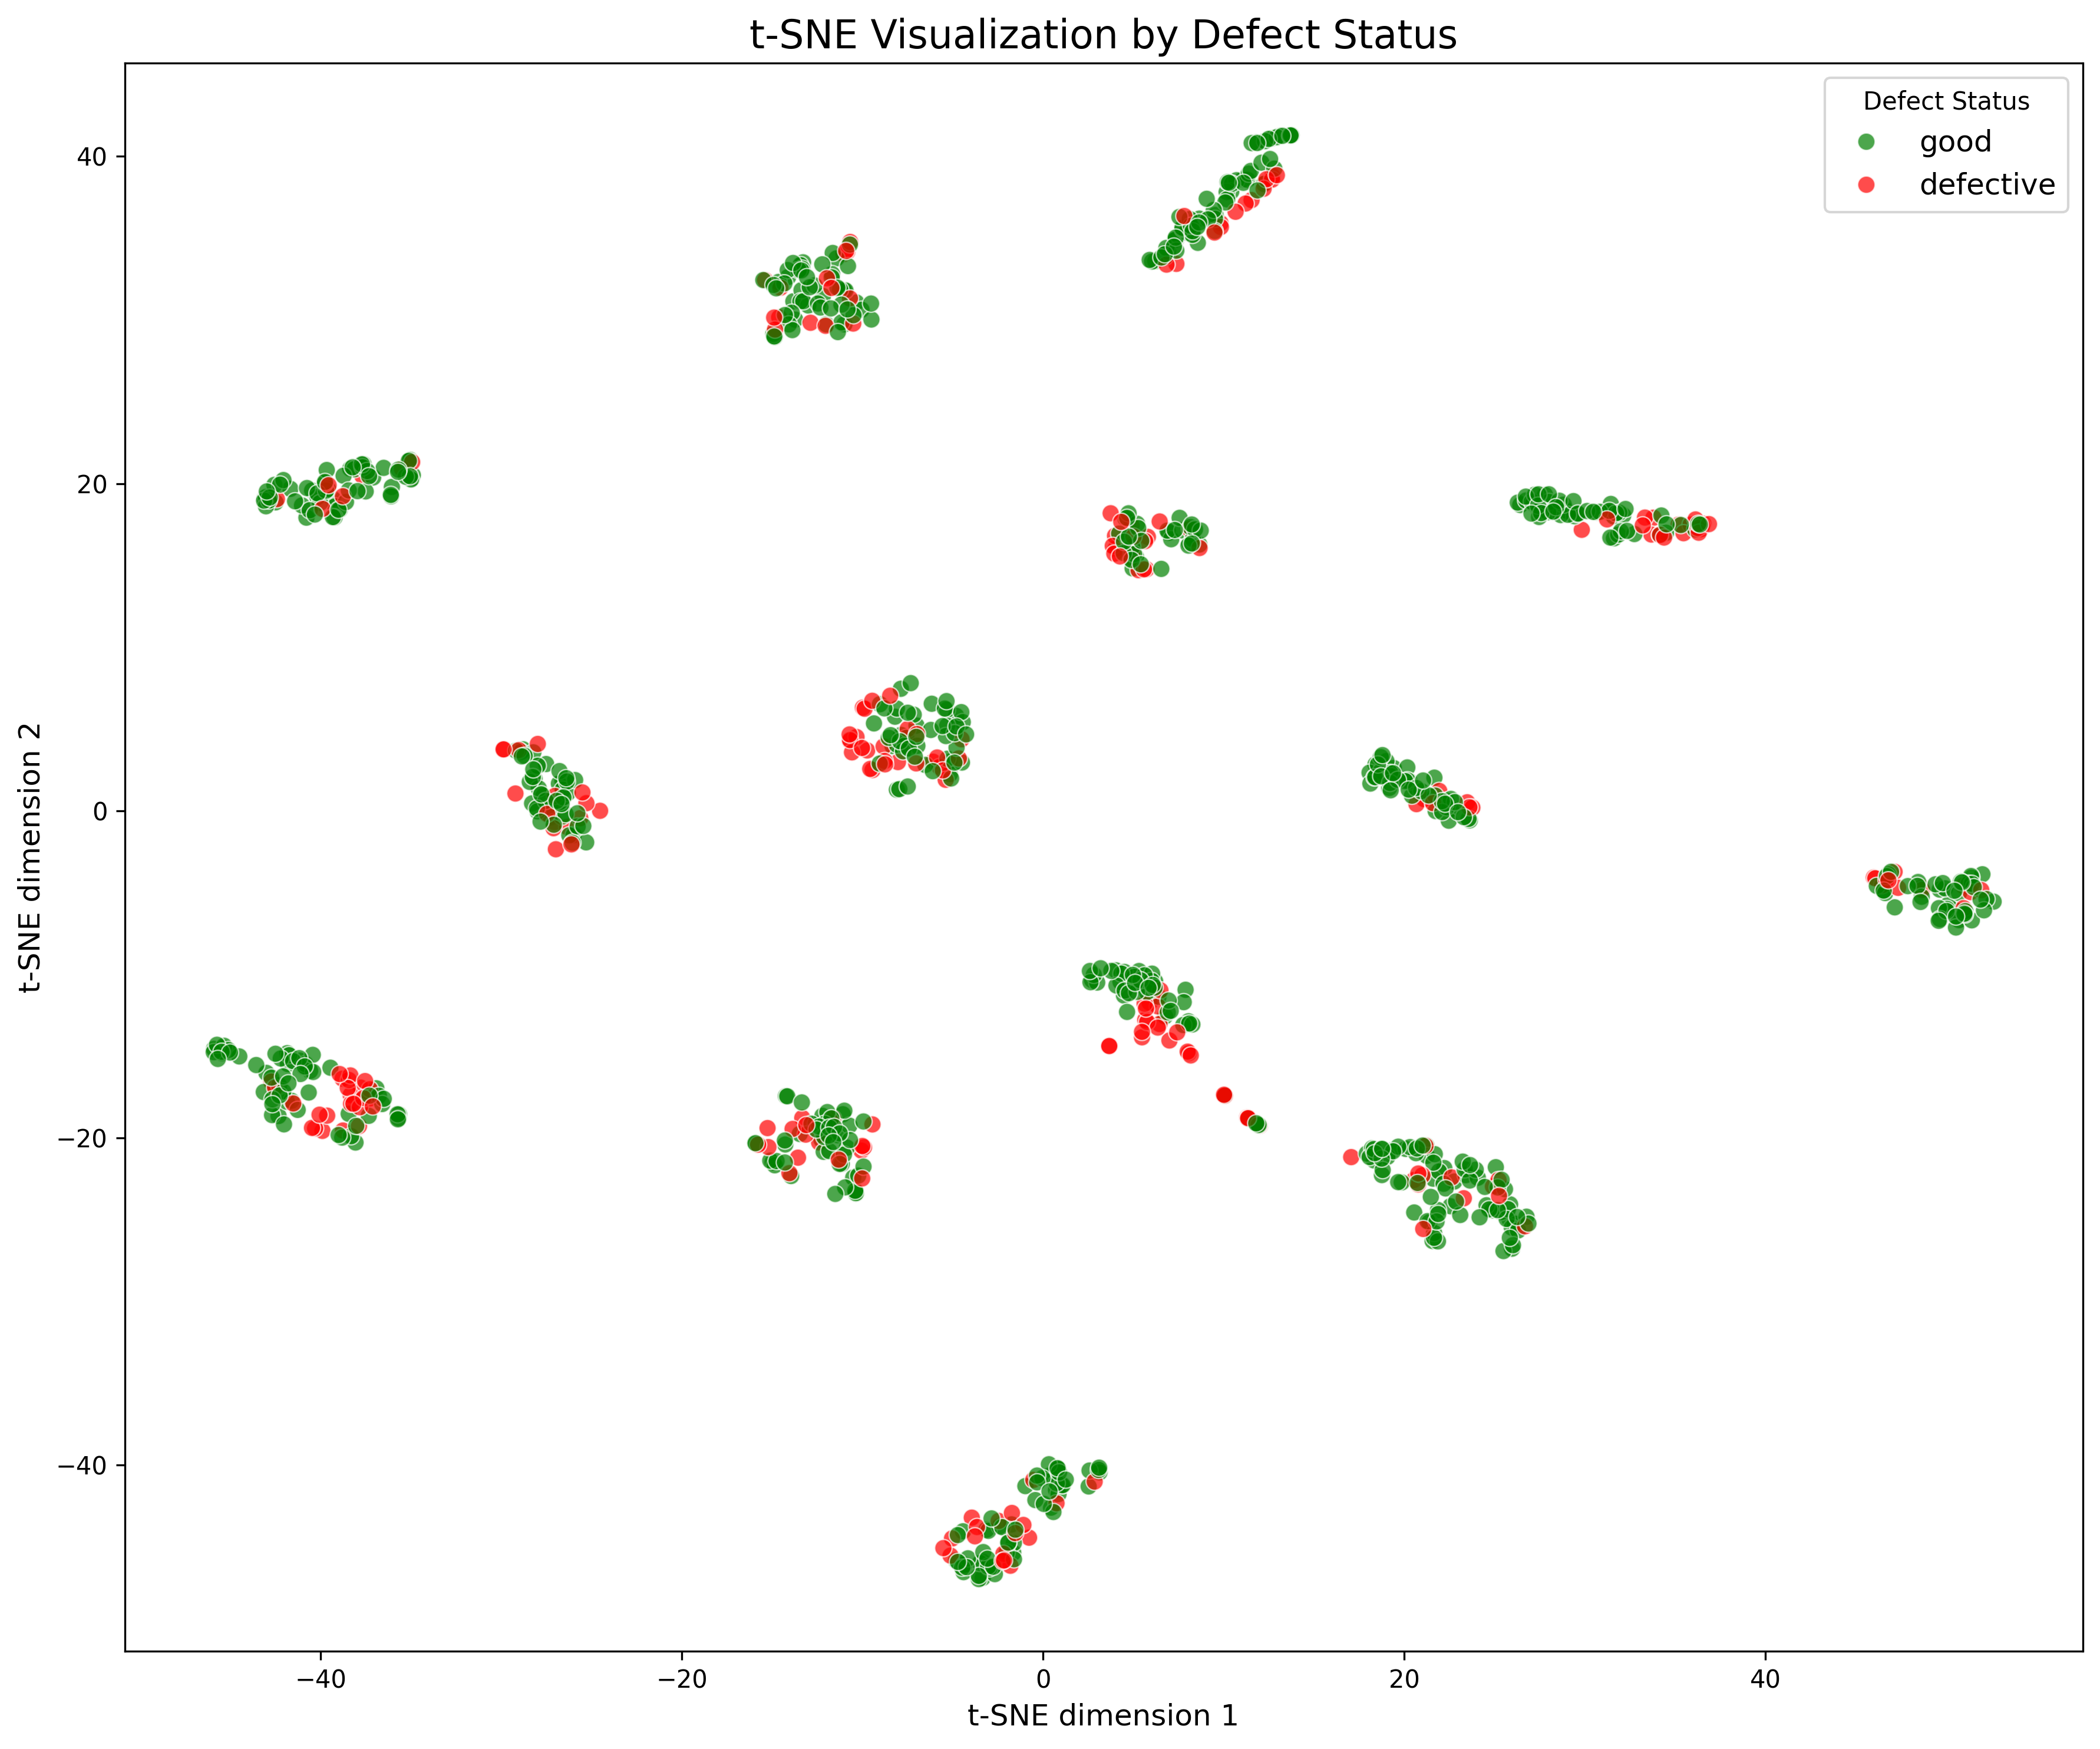 t-SNE Visualization by Defect Status
Defect Status
good
defective
40
20
0
−20
−40
t-SNE dimension 2
−40
−20
0
20
40
t-SNE dimension 1